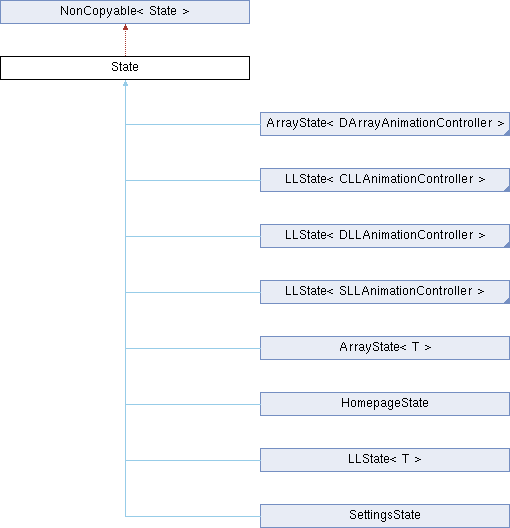 NonCopyable< State >
State
ArrayState< DArrayAnimationController >
LLState< CLLAnimationController >
LLState< DLLAnimationController >
LLState< SLLAnimationController >
ArrayState< T >
HomepageState
LLState< T >
SettingsState